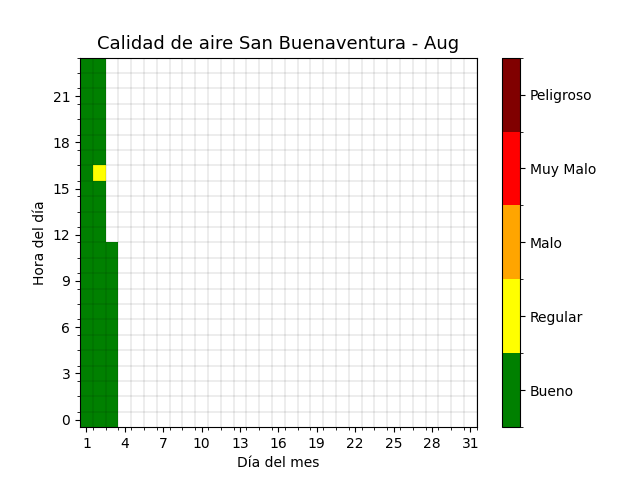 Calidad de aire San Buenaventura - Aug
Hora del día
21
18
15
12
9
6
3
0
1 4 7 10 13 16 19 22 25 28 31
Día del mes
Peligroso
Muy Malo
Malo
Regular
Bueno